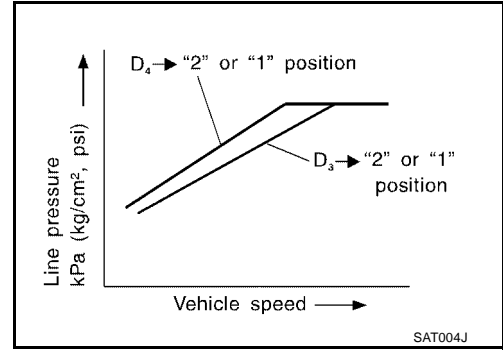 D₄→ “2” or “1” position
D₃→ “2” or “1”
position
Line pressure
kPa (kg/cm², psi)
Vehicle speed
SAT004J